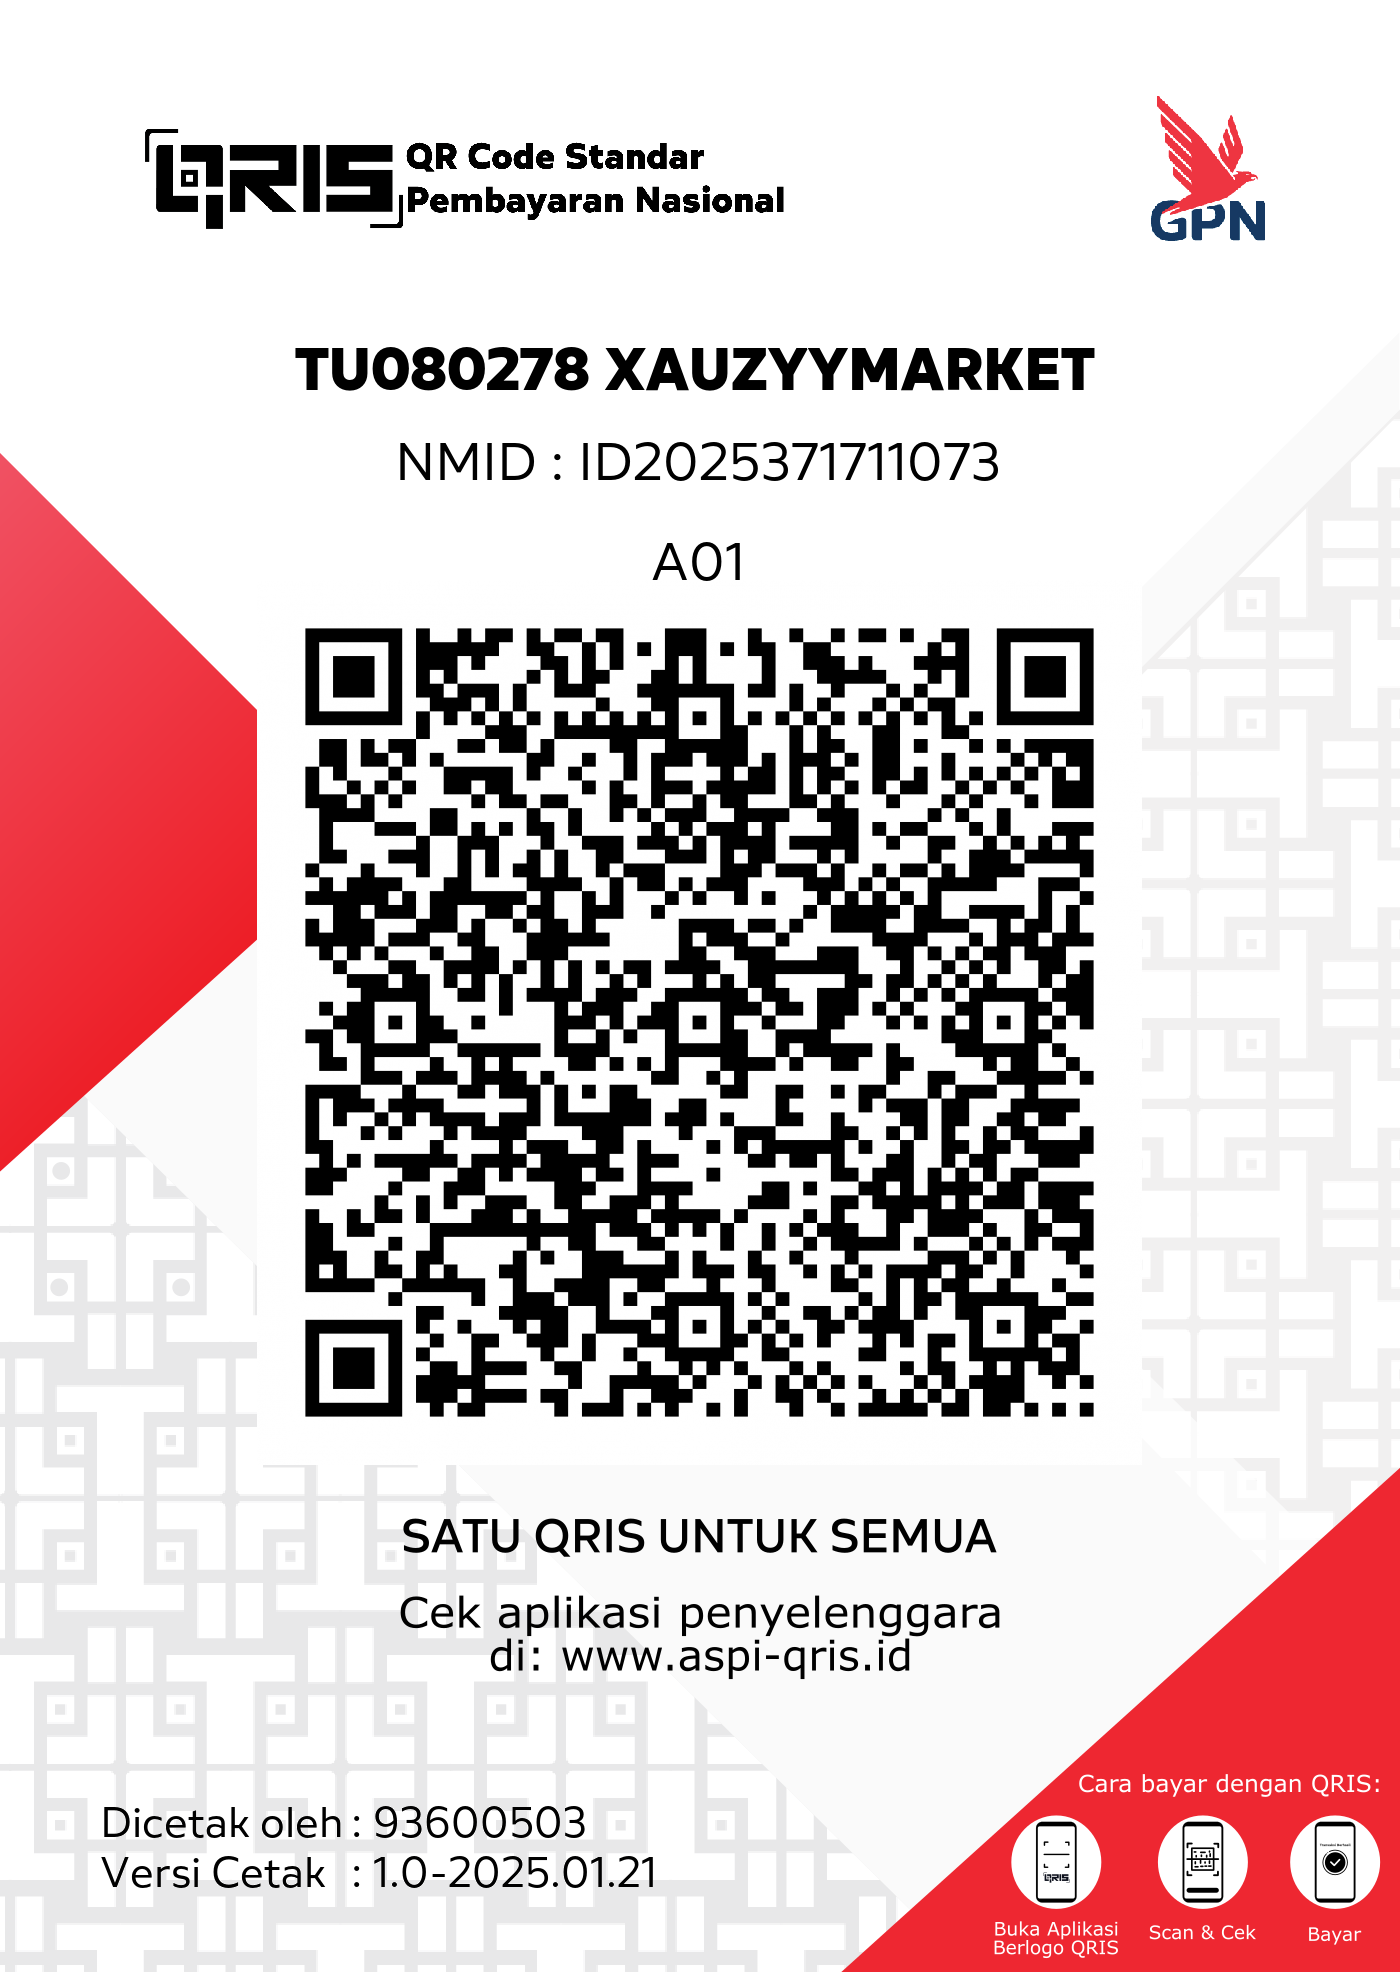 QRIS QR Code Standar
Pembayaran Nasional
GPN
TU080278 XAUZYYMARKET
NMID : ID2025371711073
A01
SATU QRIS UNTUK SEMUA
Cek aplikasi penyelenggara
di: www.aspi-qris.id
Dicetak oleh : 93600503
Versi Cetak : 1.0-2025.01.21
Cara bayar dengan QRIS:
QRIS
Buka Aplikasi
Berlogo QRIS
Scan & Cek
Bayar